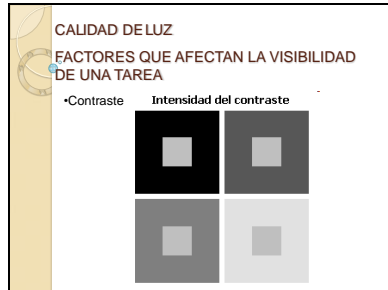 CALIDAD DE LUZ
FACTORES QUE AFECTAN LA VISIBILIDAD
DE UNA TAREA
•Contraste
Intensidad del contraste